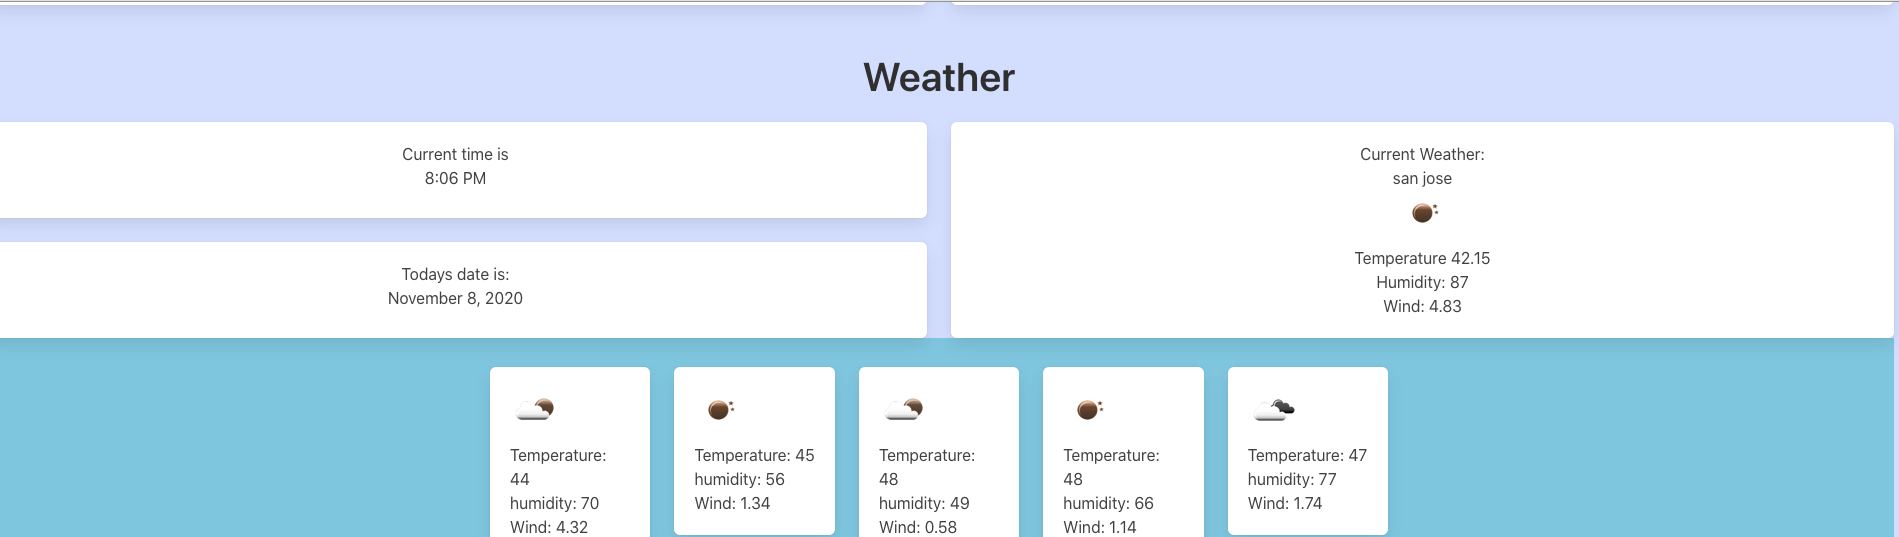 Weather
Current time is
8:06 PM
Todays date is:
November 8, 2020
Current Weather:
san jose
Temperature 42.15
Humidity: 87
Wind: 4.83
Temperature:
44
humidity: 70
Wind: 4.32
Temperature: 45
humidity: 56
Wind: 1.34
Temperature:
48
humidity: 49
Wind: 0.58
Temperature:
48
humidity: 66
Wind: 1.14
Temperature: 47
humidity: 77
Wind: 1.74